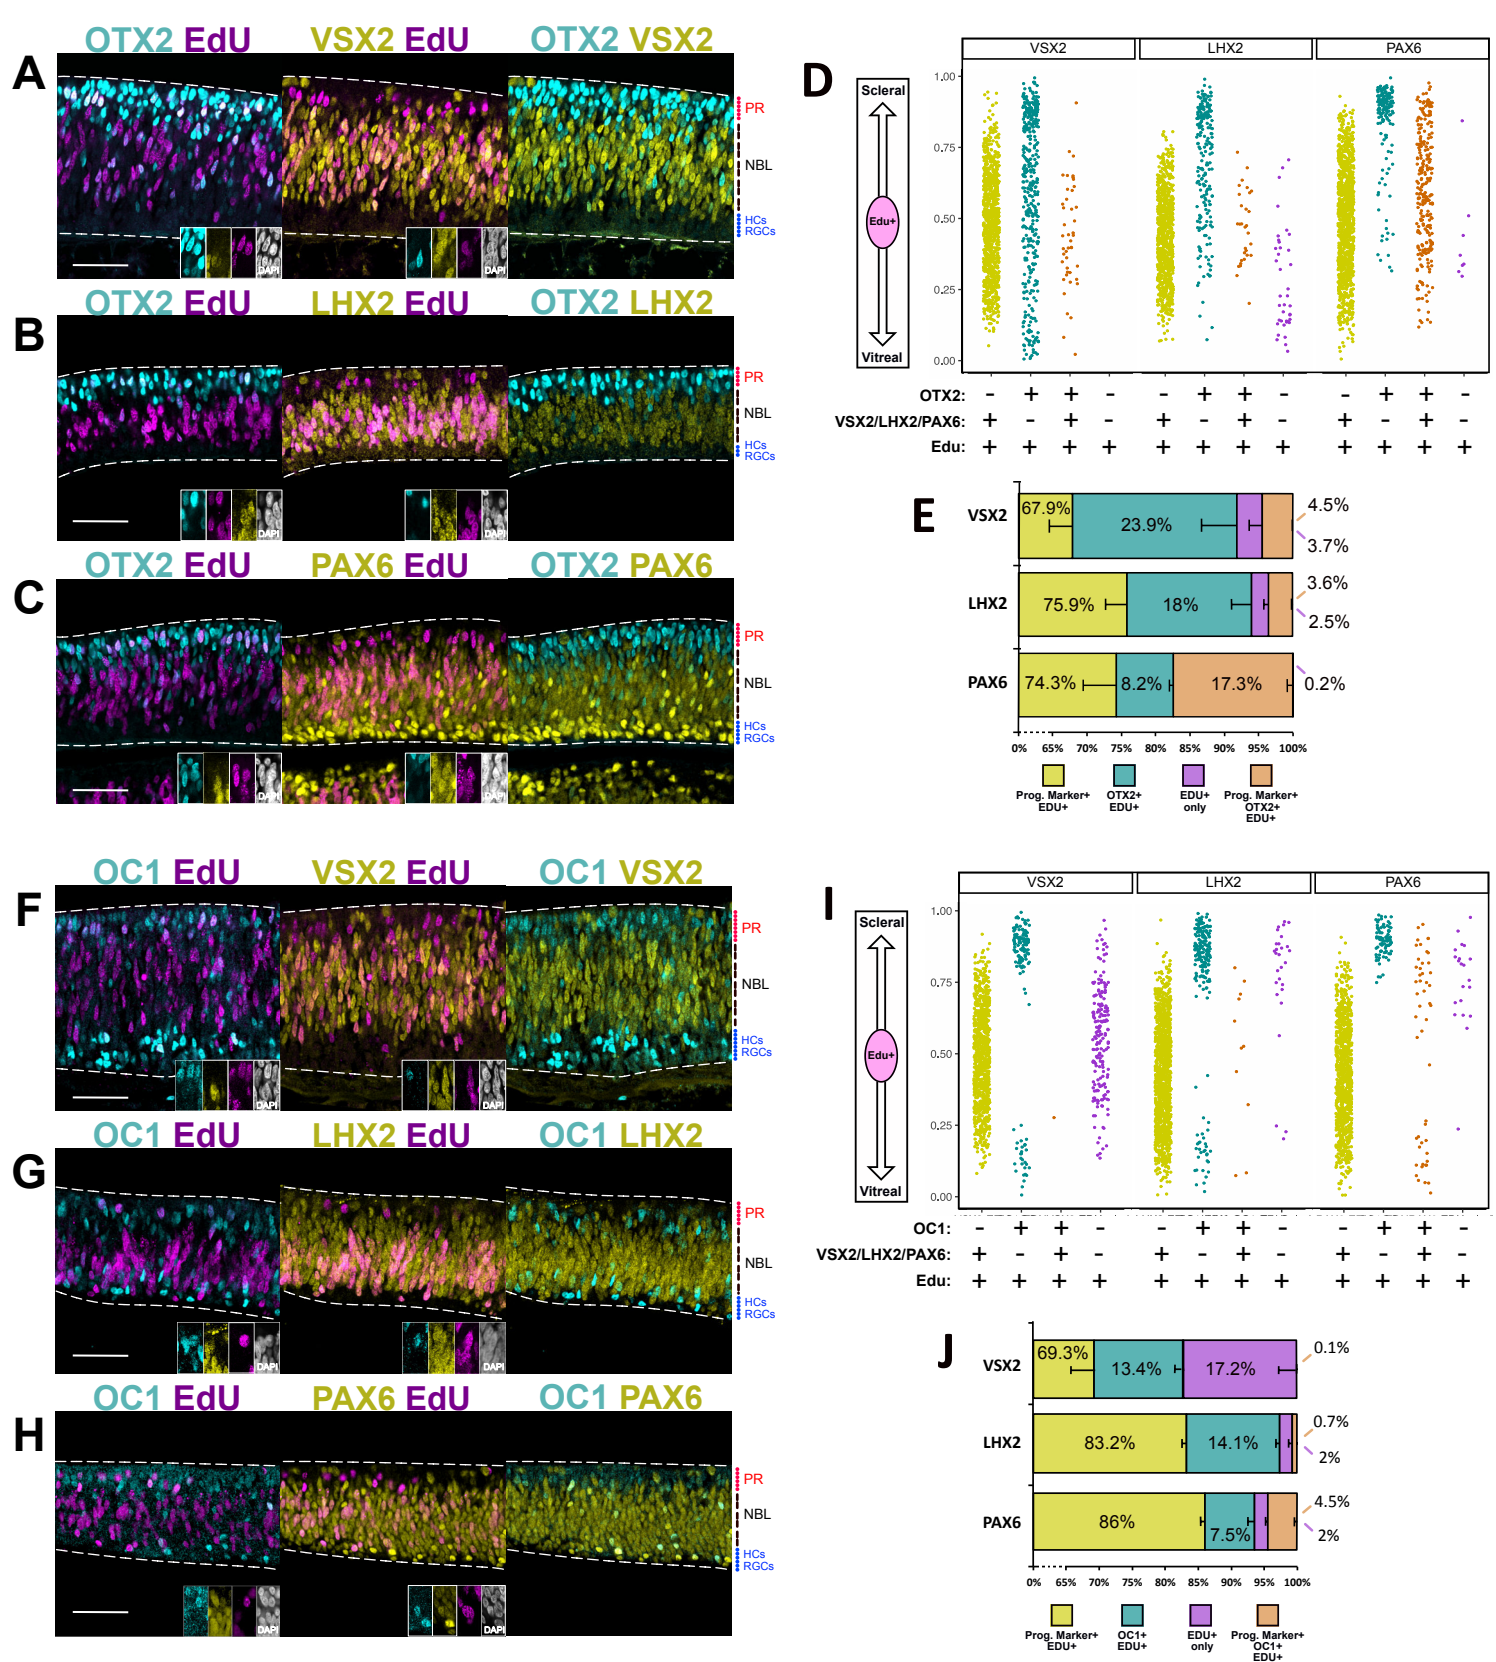 A
OTX2 EdU
VSX2 EdU
OTX2 VSX2
PR
NBL
HCs
RGCs
DAPI
DAPI
B
OTX2 EdU
LHX2 EdU
OTX2 LHX2
PR
NBL
HCs
RGCs
DAPI
DAPI
C
OTX2 EdU
PAX6 EdU
OTX2 PAX6
PR
NBL
HCs
RGCs
DAPI
DAPI
D
Scleral
Edu+
Vitreal
VSX2
LHX2
PAX6
1.00
0.75
0.50
0.25
0.00
OTX2: - + + - - + + - - + + -
VSX2/LHX2/PAX6: + - + - + - + - + - + -
Edu: + + + + + + + + + + + +
E
VSX2
67.9%
23.9%
4.5%
3.7%
LHX2
75.9%
18%
3.6%
2.5%
PAX6
74.3%
8.2%
17.3%
0.2%
0% 65% 70% 75% 80% 85% 90% 95% 100%
Prog. Marker+
EDU+
OTX2+
EDU+
EDU+
only
Prog. Marker+
OTX2+
EDU+
F
OC1 EdU
VSX2 EdU
OC1 VSX2
PR
NBL
HCs
RGCs
DAPI
DAPI
G
OC1 EdU
LHX2 EdU
OC1 LHX2
PR
NBL
HCs
RGCs
DAPI
DAPI
H
OC1 EdU
PAX6 EdU
OC1 PAX6
PR
NBL
HCs
RGCs
DAPI
DAPI
I
Scleral
Edu+
Vitreal
VSX2
LHX2
PAX6
1.00
0.75
0.50
0.25
0.00
OC1: - + + - - + + - - + + -
VSX2/LHX2/PAX6: + - + - + - + - + - + -
Edu: + + + + + + + + + + + +
J
VSX2
69.3%
13.4%
17.2%
0.1%
LHX2
83.2%
14.1%
0.7%
2%
PAX6
86%
7.5%
4.5%
2%
0% 65% 70% 75% 80% 85% 90% 95% 100%
Prog. Marker+
EDU+
OC1+
EDU+
EDU+
only
Prog. Marker+
OC1+
EDU+